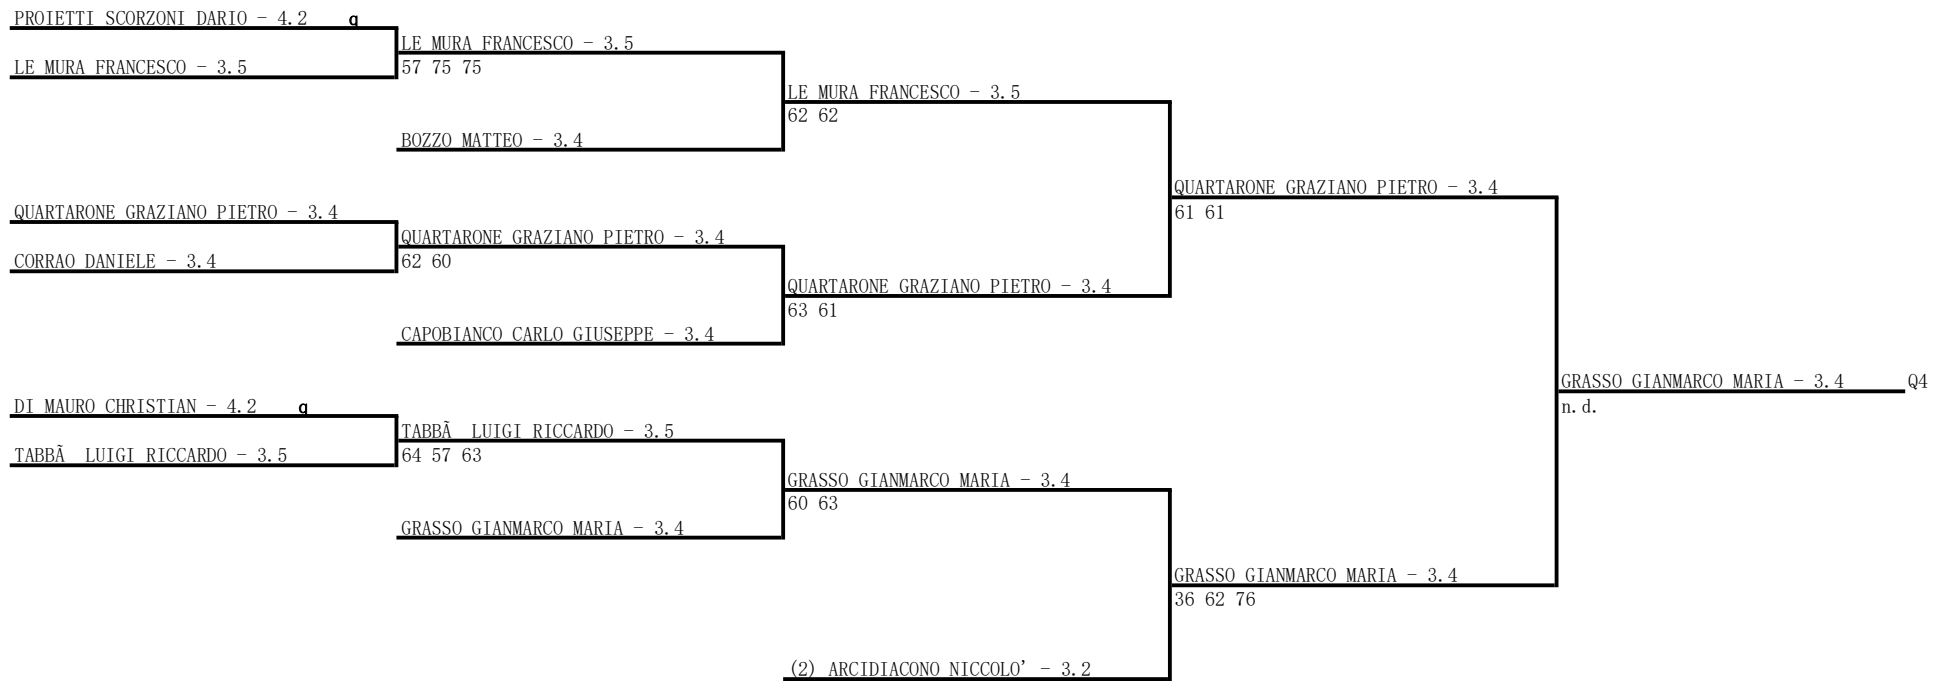 PROIETTI SCORZONI DARIO - 4.2 q
LE MURA FRANCESCO - 3.5
LE MURA FRANCESCO - 3.5
57 75 75
LE MURA FRANCESCO - 3.5
62 62
BOZZO MATTEO - 3.4
QUARTARONE GRAZIANO PIETRO - 3.4
61 61
QUARTARONE GRAZIANO PIETRO - 3.4
QUARTARONE GRAZIANO PIETRO - 3.4
CORRAO DANIELE - 3.4
62 60
QUARTARONE GRAZIANO PIETRO - 3.4
63 61
CAPOBIANCO CARLO GIUSEPPE - 3.4
GRASSO GIANMARCO MARIA - 3.4 Q4
n.d.
DI MAURO CHRISTIAN - 4.2 q
TABBÃ LUIGI RICCARDO - 3.5
TABBÃ LUIGI RICCARDO - 3.5
64 57 63
GRASSO GIANMARCO MARIA - 3.4
60 63
GRASSO GIANMARCO MARIA - 3.4
GRASSO GIANMARCO MARIA - 3.4
36 62 76
(2) ARCIDIACONO NICCOLO' - 3.2